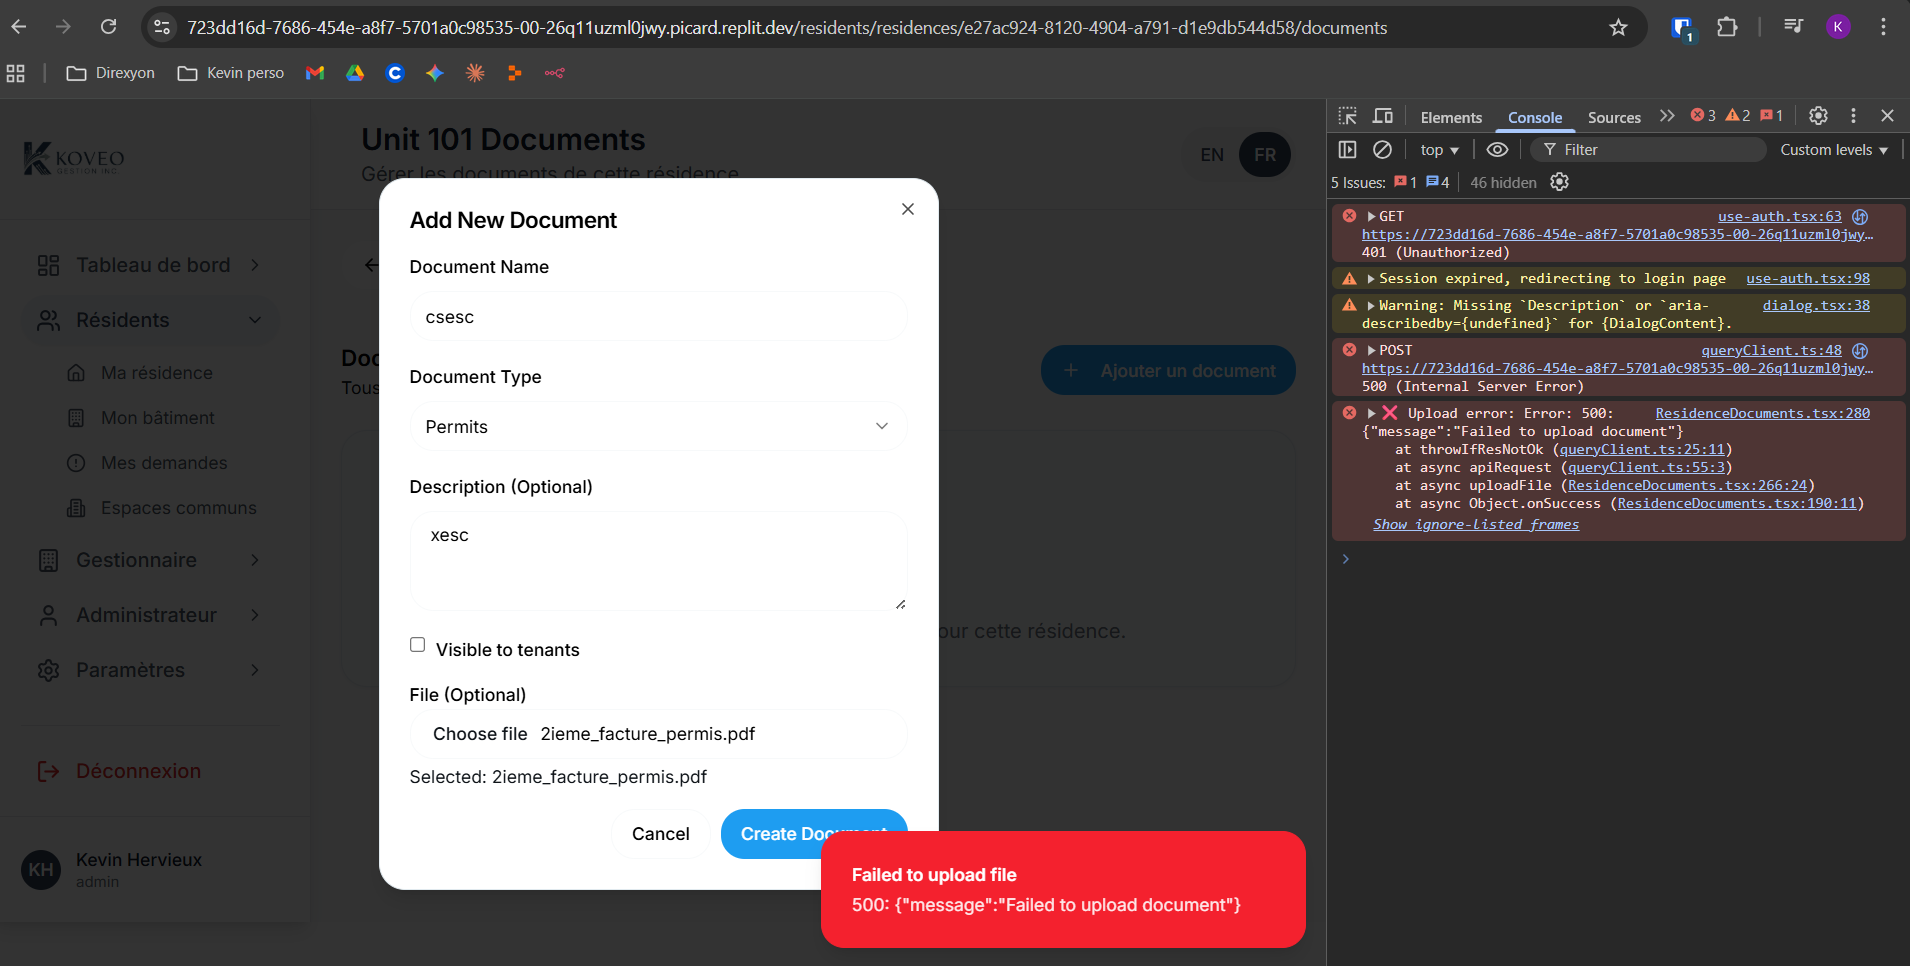 723dd16d-7686-454e-a8f7-5701a0c98535-00-26q11uzml0jwy.picard.replit.dev/residents/residences/e27ac924-8120-4904-a791-d1e9db544d58/documents
1
K
Direxyon
Kevin perso
KOVEO
GESTION INC.
Tableau de bord
Résidents
Ma résidence
Mon bâtiment
Mes demandes
Espaces communs
Gestionnaire
Administrateur
Paramètres
Déconnexion
KH
Kevin Hervieux
admin
Unit 101 Documents
Gérer les documents de cette résidence
EN FR
Doc
Tous
Ajouter un document
our cette résidence.
Add New Document
Document Name
csesc
Document Type
Permits
Description (Optional)
xesc
Visible to tenants
File (Optional)
Choose file 2ieme_facture_permis.pdf
Selected: 2ieme_facture_permis.pdf
Cancel
Create Document
Failed to upload file
500: {"message":"Failed to upload document"}
Elements Console Sources 3 2 1
top Filter Custom levels
5 Issues: 1 4 46 hidden
GET use-auth.tsx:63
https://723dd16d-7686-454e-a8f7-5701a0c98535-00-26q11uzml0jwy…
401 (Unauthorized)
Session expired, redirecting to login page use-auth.tsx:98
Warning: Missing `Description` or `aria- dialog.tsx:38
describedby={undefined}` for {DialogContent}.
POST queryClient.ts:48
https://723dd16d-7686-454e-a8f7-5701a0c98535-00-26q11uzml0jwy…
500 (Internal Server Error)
❌ Upload error: Error: 500: ResidenceDocuments.tsx:280
{"message":"Failed to upload document"}
at throwIfResNotOk (queryClient.ts:25:11)
at async apiRequest (queryClient.ts:55:3)
at async uploadFile (ResidenceDocuments.tsx:266:24)
at async Object.onSuccess (ResidenceDocuments.tsx:190:11)
Show ignore-listed frames